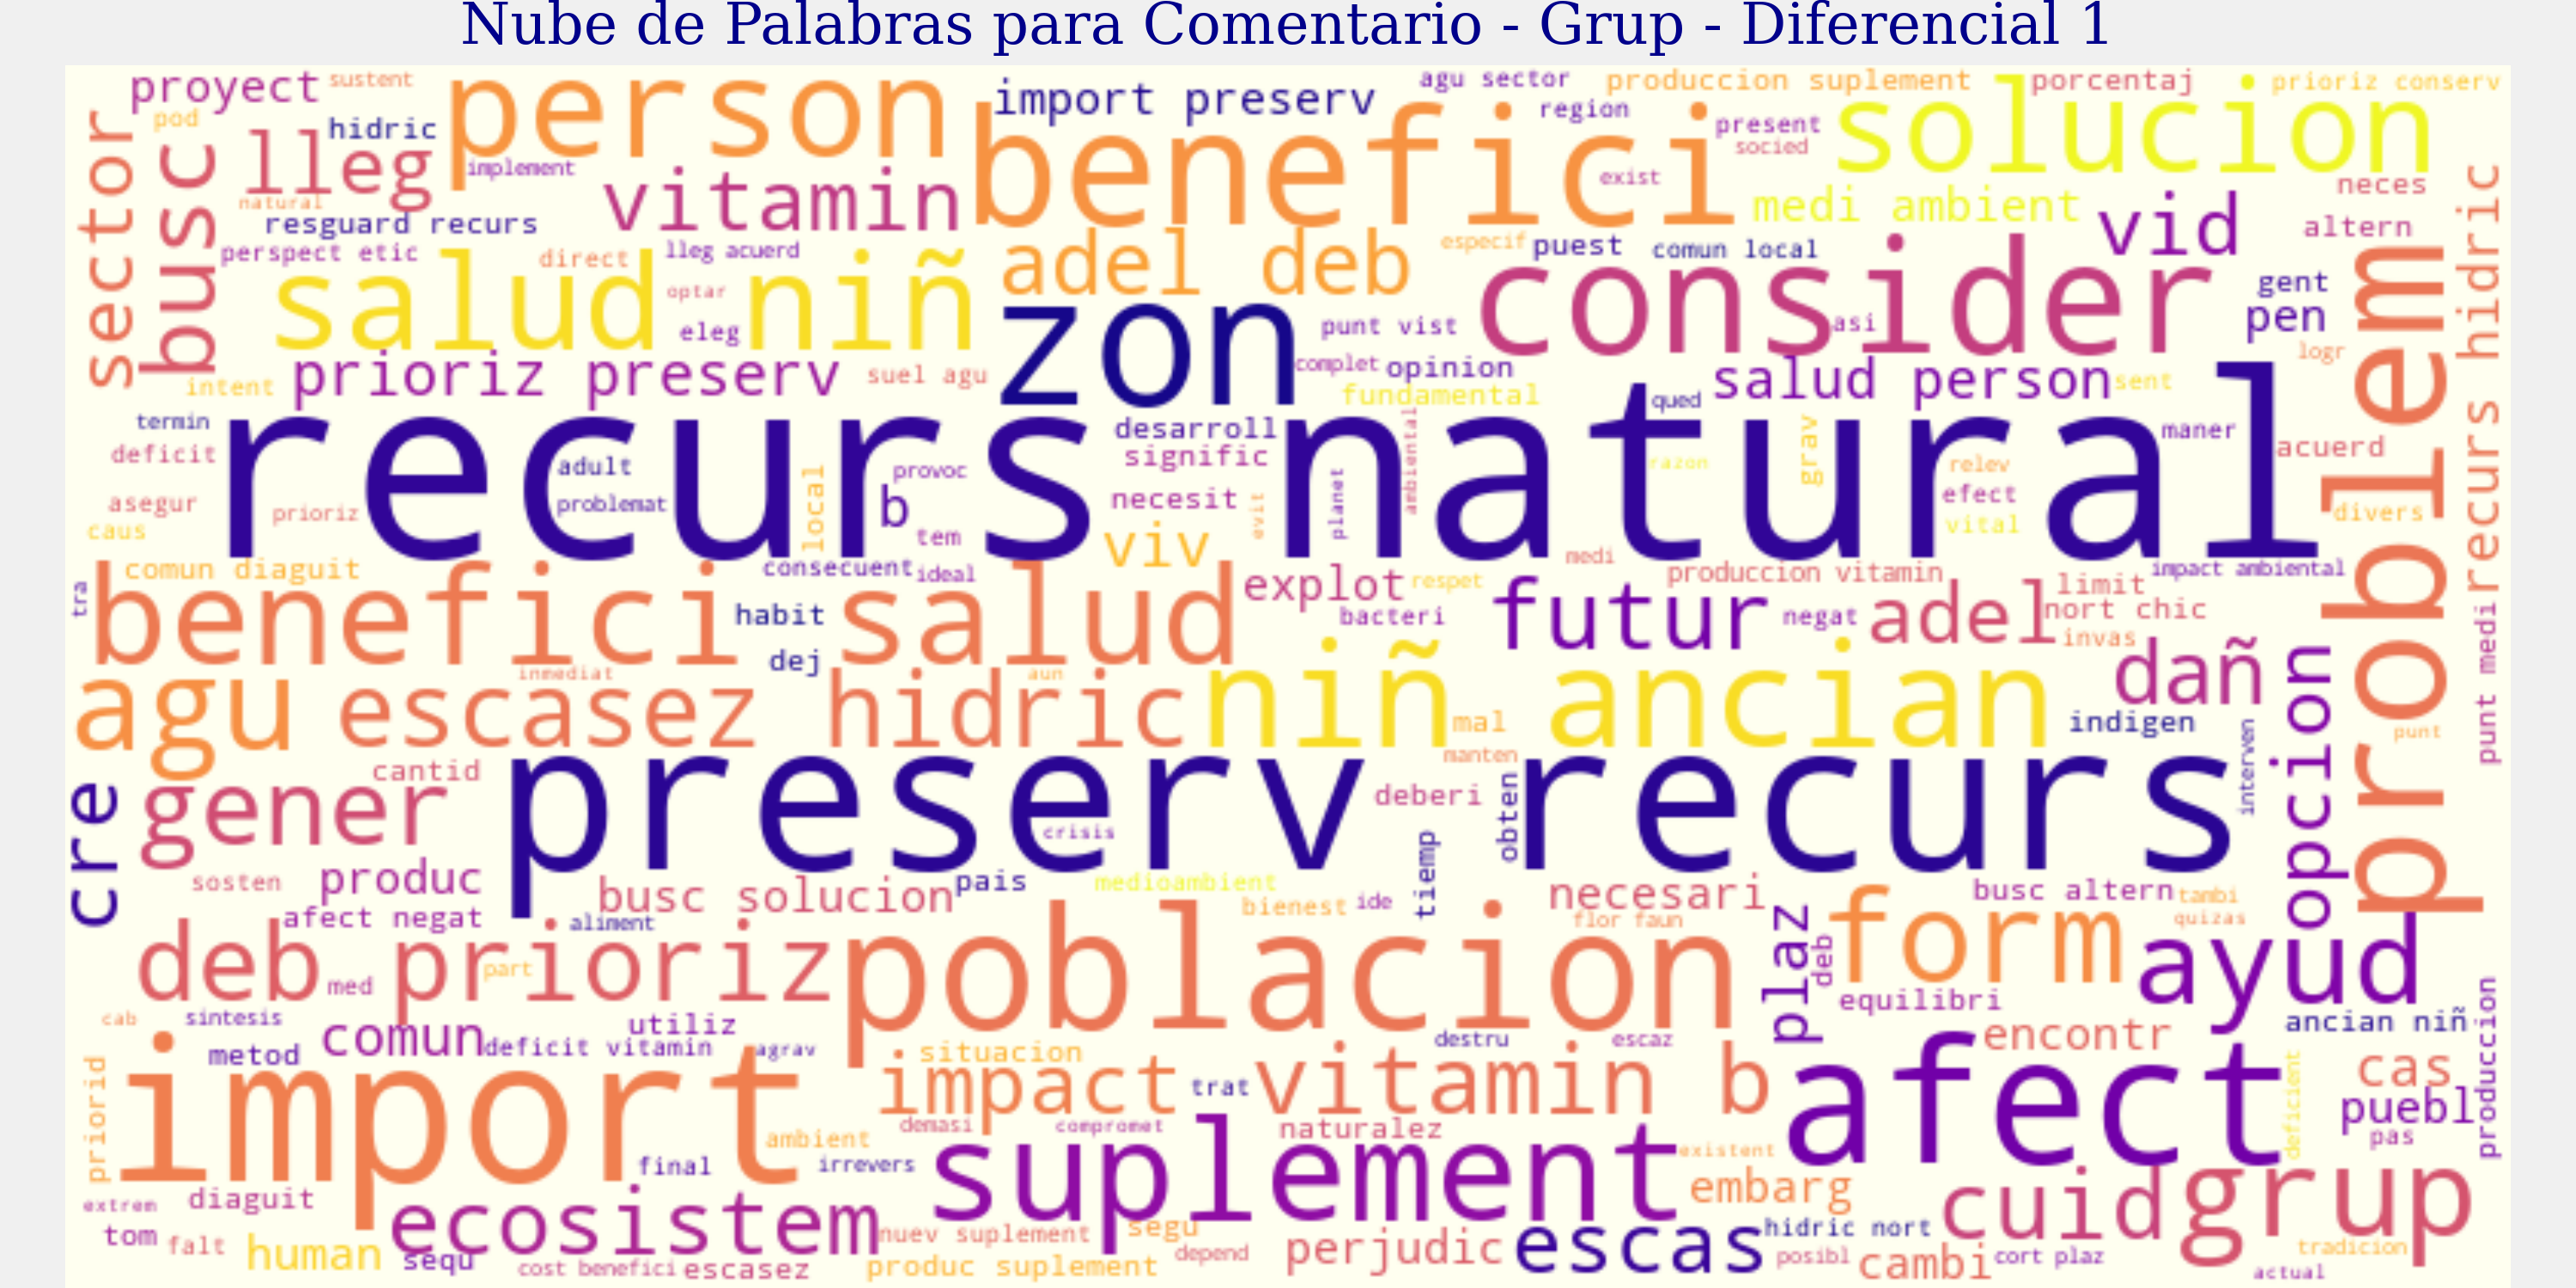 Nube de Palabras para Comentario - Grup - Diferencial 1
proyect
sustent
person
import preserv
agu sector
produccion suplement
solucion
porcentaj
prioriz conserv
pod
hidric
benefici
region
present
socied
sector
busc
lleg
implement
vitamin
exist
medi ambient
vid
neces
natural
resguard recurs
altern
recurs hidric
perspect etic
direct
lleg acuerd
adel deb
especif
puest
comun local
consider
salud niñ
optar
eleg
zon
punt vist
asi
gent
pen
problem
intent
prioriz preserv
suel agu
complet
opinion
fundamental
salud person
sent
logr
qued
termin
recurs natural
desarroll
signific
ambiental
grav
maner
acuerd
deficit
adult
problemat
local
provoc
b
tem
razon
relev
efect
vital
asegur
prioriz
necesit
evit
planet
divers
caus
viv
medi
comun diaguit
consecuent
ideal
explot
respet
produccion vitamin
limit
impact ambiental
tra
benefici salud
habit
bacteri
futur
negat
adel
nort chic
invas
punt medi
dej
inmediat
aun
dañ
opcion
agu
escasez hidric
niñ ancian
mal
indigen
punt
manten
interven
cre
gener
cantid
preserv recurs
crisis
deberi
obten
tiemp
sosten
produc
busc solucion
pais
medioambient
bienest
ide
necesari
flor faun
busc altern
tambi
quizas
afect negat
aliment
deb prioriz
med
part
poblacion
plaz
deb
form
ayud
equilibri
cab
sintesis
comun
utiliz
metod
deficit vitamin
agrav
situacion
destru
escaz
encontr
ancian niñ
produccion
priorid
import
impact
trat
vitamin b
afect
deficient
cas
puebl
pas
ambient
demasi
compromet
naturalez
final
irrevers
suplement
existent
embarg
cuid
grup
extrem
diaguit
tom
falt
human
ecosistem
sequ
nuev suplement
segu
depend
perjudic
escas
hidric nort
posibl
cambi
cort plaz
tradicion
actual
cost benefici
escasez
produc suplement